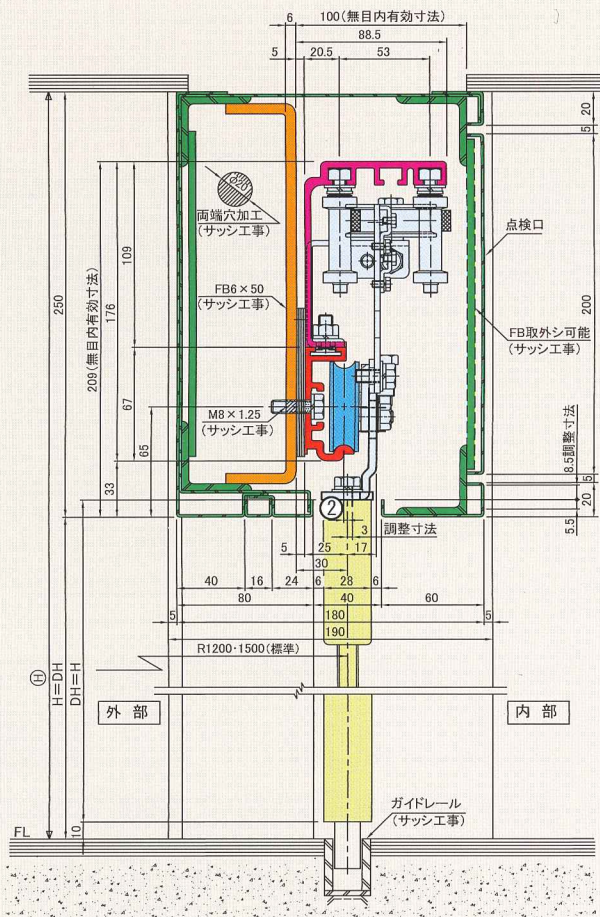 6
100(無目内有効寸法)
88.5
5
20.5
53
20
5
φ20
両端穴加工
(サッシ工事)
点検口
109
FB6×50
(サッシ工事)
250
209(無目内有効寸法)
176
200
FB取外シ可能
(サッシ工事)
67
M8×1.25
(サッシ工事)
65
8.5調整寸法
33
5
20
5.5
②
3
調整寸法
5
25
17
30
40
16
24
6
28
6
80
40
60
5
180
5
190
R1200・1500(標準)
Ⓗ
H=DH
DH=H
外部
内部
ガイドレール
(サッシ工事)
FL
10